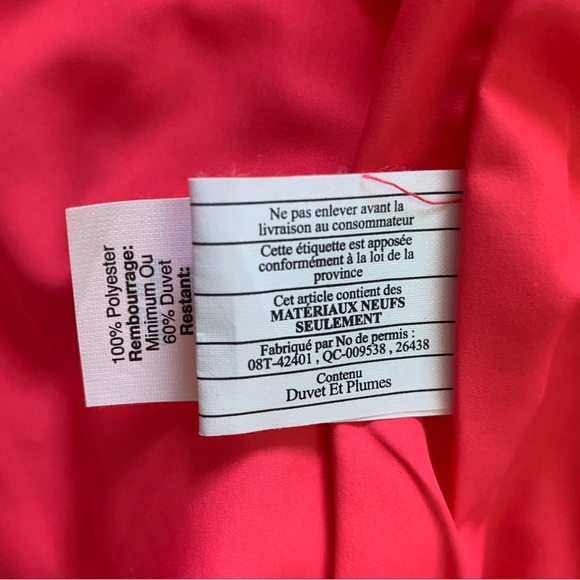 100% Polyester
Rembourrage:
Minimum Ou
60% Duvet
Restant:
Ne pas enlever avant la
livraison au consommateur
Cette étiquette est apposée
conformément à la loi de la
province
Cet article contient des
MATÉRIAUX NEUFS
SEULEMENT
Fabriqué par No de permis :
08T-42401 , QC-009538 , 26438
Contenu
Duvet Et Plumes